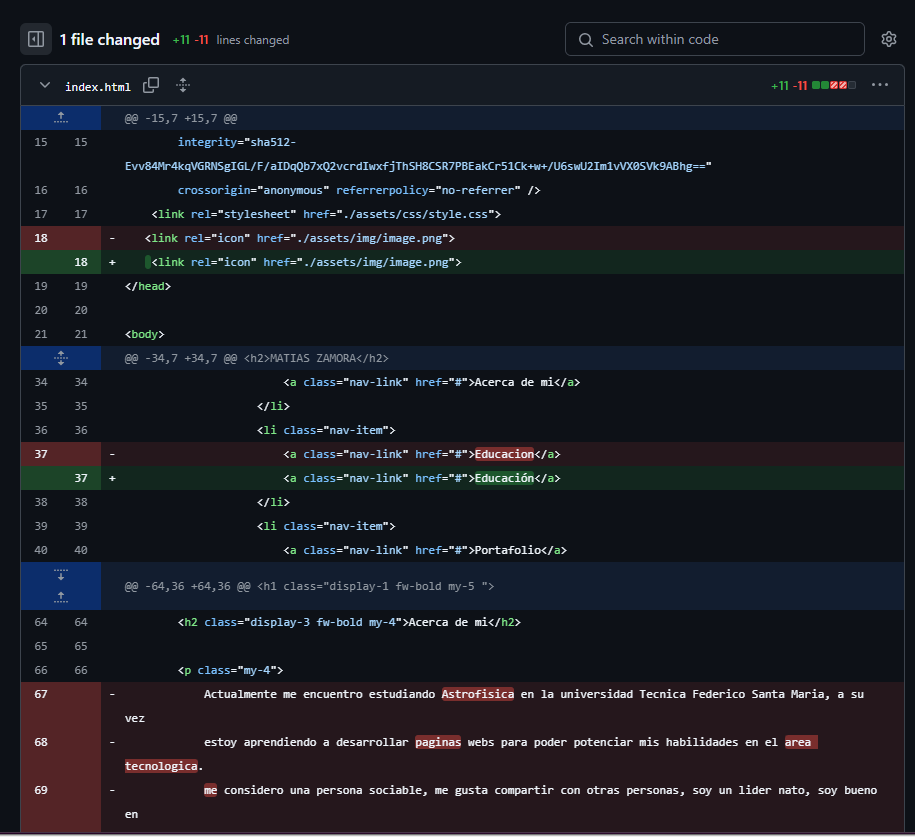 1 file changed +11 -11 lines changed
Search within code
index.html
+11 -11
@@ -15,7 +15,7 @@
15 15 integrity="sha512-
Evv84Mr4kqVGRNSgIGL/F/aIDqQb7xQ2vcrdIwxfjThSH8CSR7PBEakCr51Ck+w+/U6swU2Im1vVX0SVk9ABhg=="
16 16 crossorigin="anonymous" referrerpolicy="no-referrer" />
17 17 <link rel="stylesheet" href="./assets/css/style.css">
18 - <link rel="icon" href="./assets/img/image.png">
18 + <link rel="icon" href="./assets/img/image.png">
19 19 </head>
20 20
21 21 <body>
@@ -34,7 +34,7 @@ <h2>MATIAS ZAMORA</h2>
34 34 <a class="nav-link" href="#">Acerca de mi</a>
35 35 </li>
36 36 <li class="nav-item">
37 - <a class="nav-link" href="#">Educacion</a>
37 + <a class="nav-link" href="#">Educación</a>
38 38 </li>
39 39 <li class="nav-item">
40 40 <a class="nav-link" href="#">Portafolio</a>
@@ -64,36 +64,36 @@ <h1 class="display-1 fw-bold my-5 ">
64 64 <h2 class="display-3 fw-bold my-4">Acerca de mi</h2>
65 65
66 66 <p class="my-4">
67 - Actualmente me encuentro estudiando Astrofisica en la universidad Tecnica Federico Santa Maria, a su
vez
68 - estoy aprendiendo a desarrollar paginas webs para poder potenciar mis habilidades en el area
tecnologica.
69 - me considero una persona sociable, me gusta compartir con otras personas, soy un lider nato, soy bueno
en